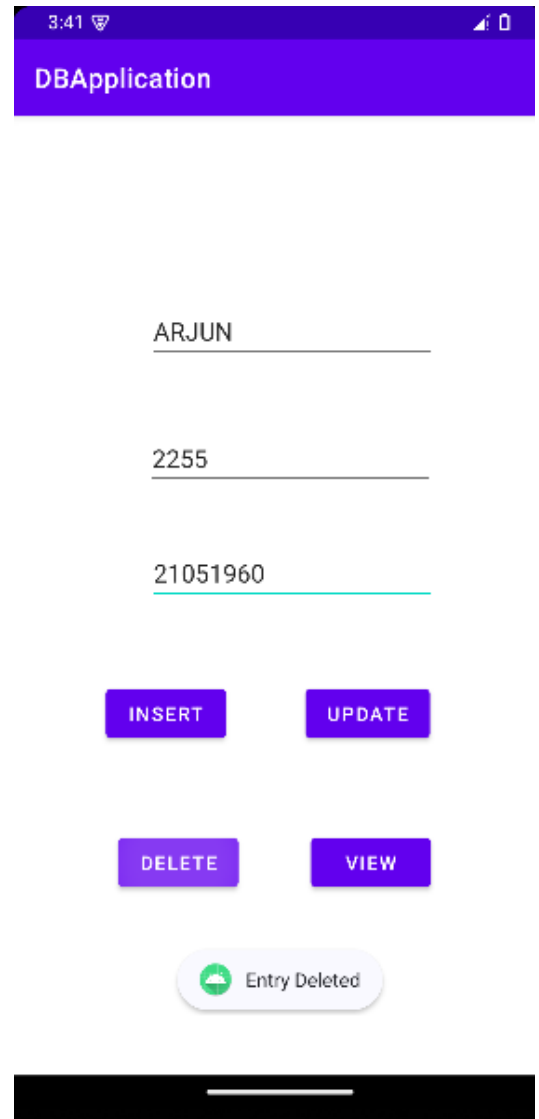 3:41
DBApplication
ARJUN
2255
21051960
INSERT UPDATE
DELETE VIEW
Entry Deleted